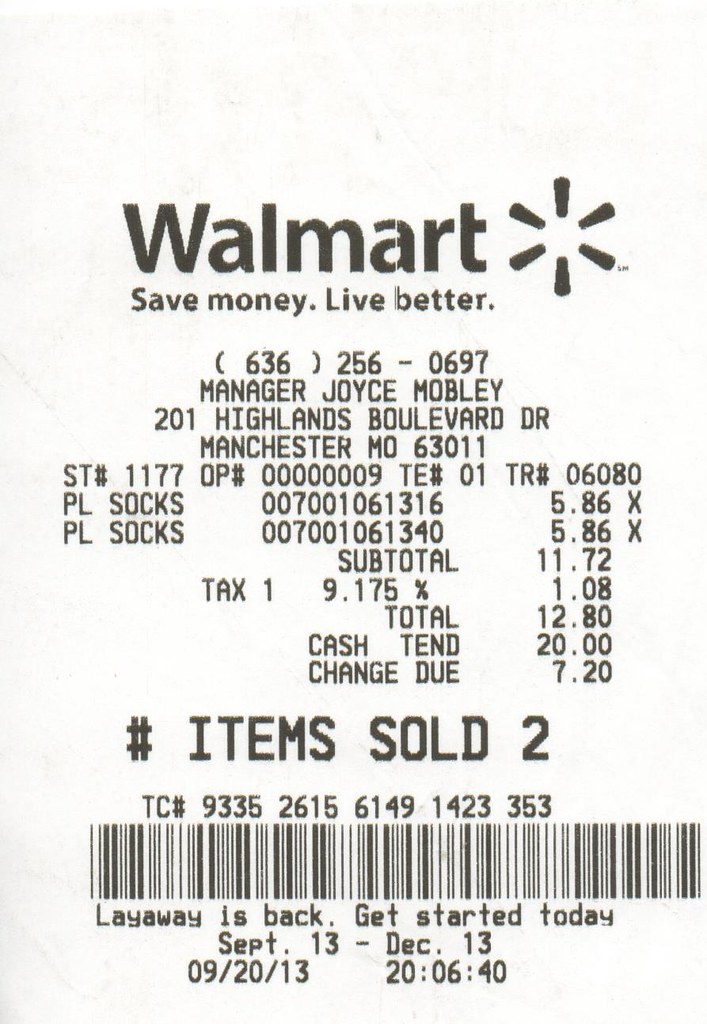 Walmart
Save money. Live better.
( 636 ) 256 - 0697
MANAGER JOYCE MOBLEY
201 HIGHLANDS BOULEVARD DR
MANCHESTER MO 63011
ST# 1177 OP# 00000009 TE# 01 TR# 06080
PL SOCKS 007001061316 5.86 X
PL SOCKS 007001061340 5.86 X
SUBTOTAL 11.72
TAX 1 9.175 % 1.08
TOTAL 12.80
CASH TEND 20.00
CHANGE DUE 7.20
# ITEMS SOLD 2
TC# 9335 2615 6149 1423 353
Layaway is back. Get started today
Sept. 13 - Dec. 13
09/20/13 20:06:40